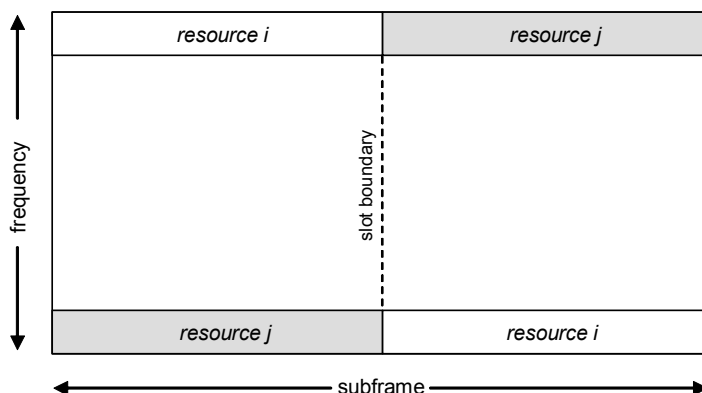 resource i
resource j
frequency
slot boundary
resource j
resource i
subframe